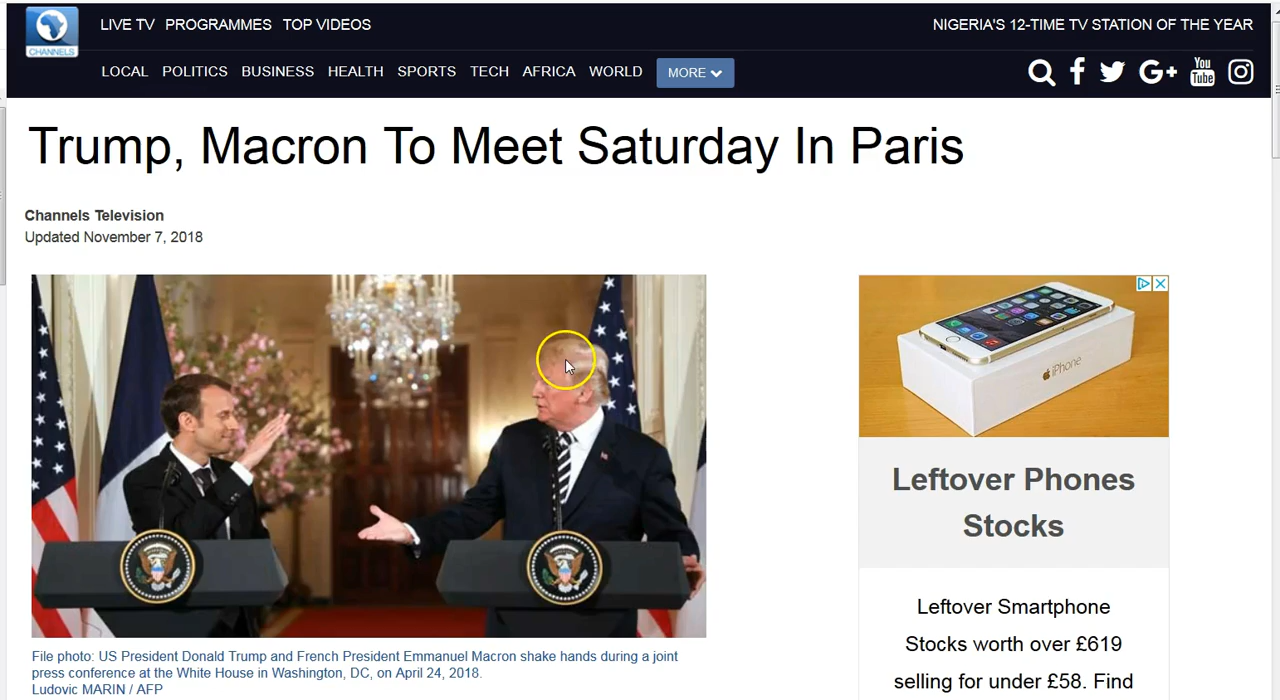 LIVE TV PROGRAMMES TOP VIDEOS
NIGERIA'S 12-TIME TV STATION OF THE YEAR
CHANNELS
LOCAL POLITICS BUSINESS HEALTH SPORTS TECH AFRICA WORLD MORE
G+
You
Tube
Trump, Macron To Meet Saturday In Paris
Channels Television
Updated November 7, 2018
iPhone
Leftover Phones
Stocks
Leftover Smartphone
Stocks worth over £619
selling for under £58. Find
File photo: US President Donald Trump and French President Emmanuel Macron shake hands during a joint
press conference at the White House in Washington, DC, on April 24, 2018.
Ludovic MARIN / AFP